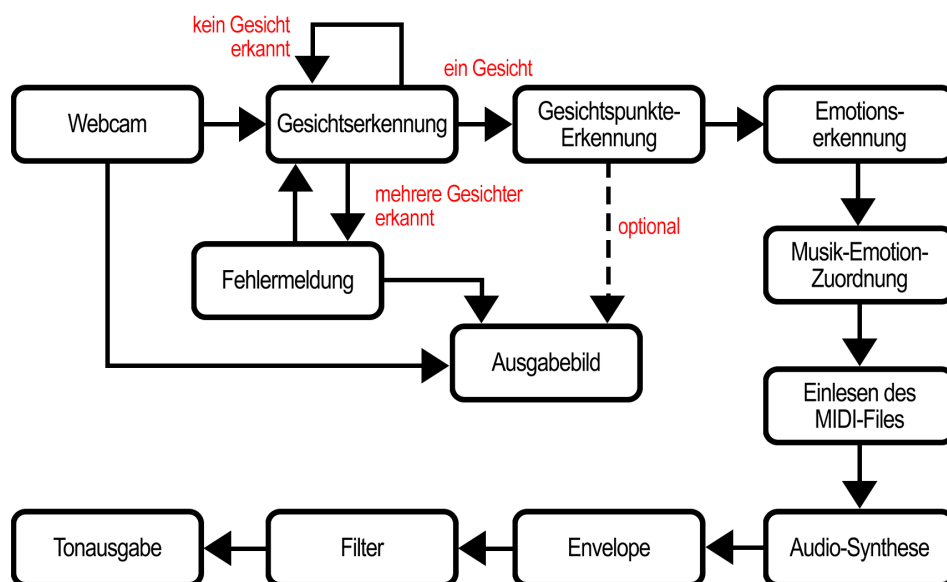 kein Gesicht
erkannt
ein Gesicht
Webcam
Gesichtserkennung
Gesichtspunkte-
Erkennung
Emotions-
erkennung
mehrere Gesichter
erkannt
optional
Fehlermeldung
Musik-Emotion-
Zuordnung
Ausgabebild
Einlesen des
MIDI-Files
Tonausgabe
Filter
Envelope
Audio-Synthese